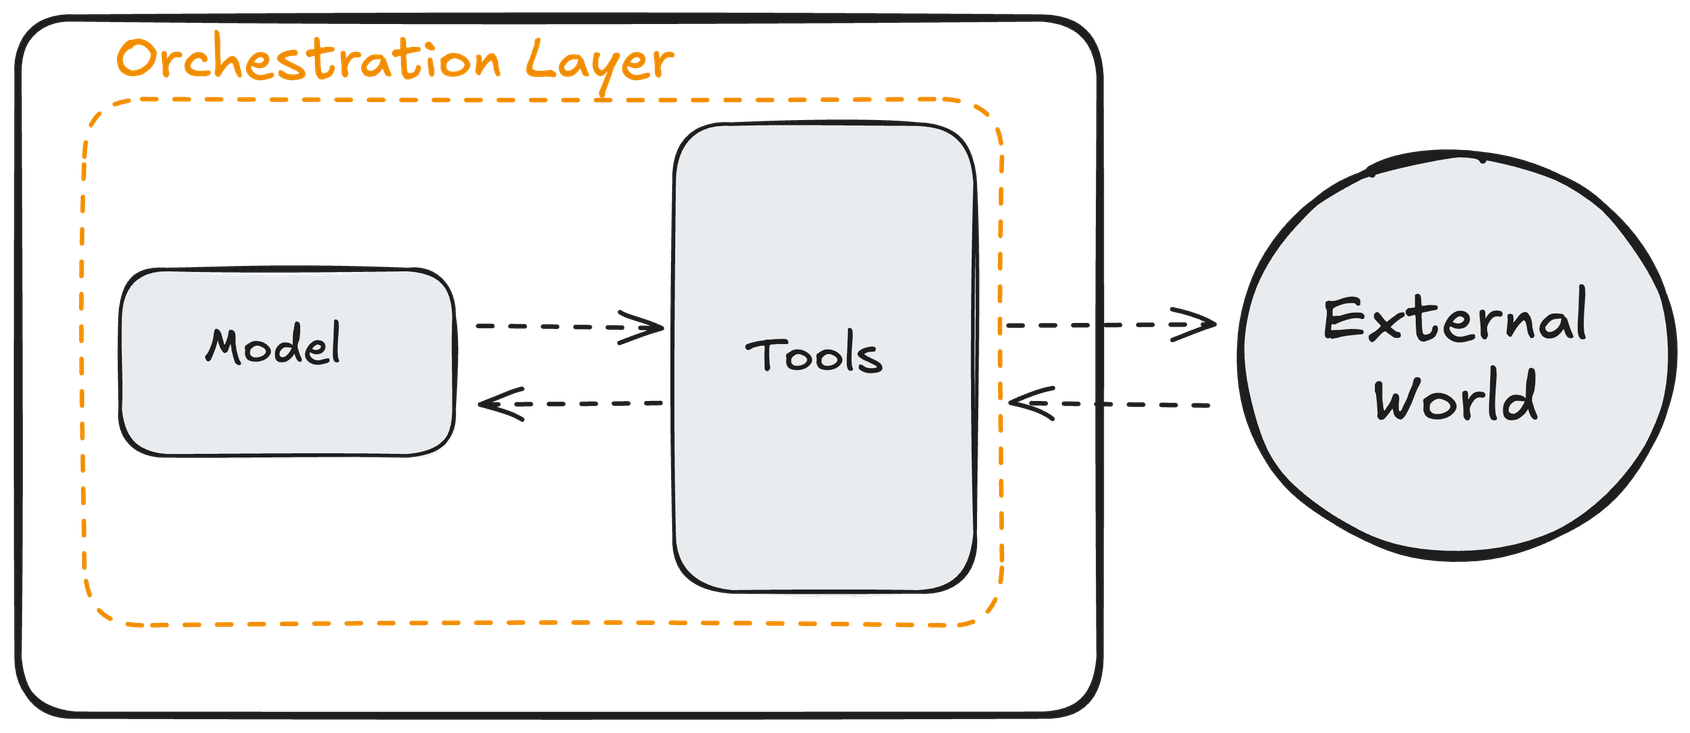 Orchestration Layer
Model
Tools
External
World